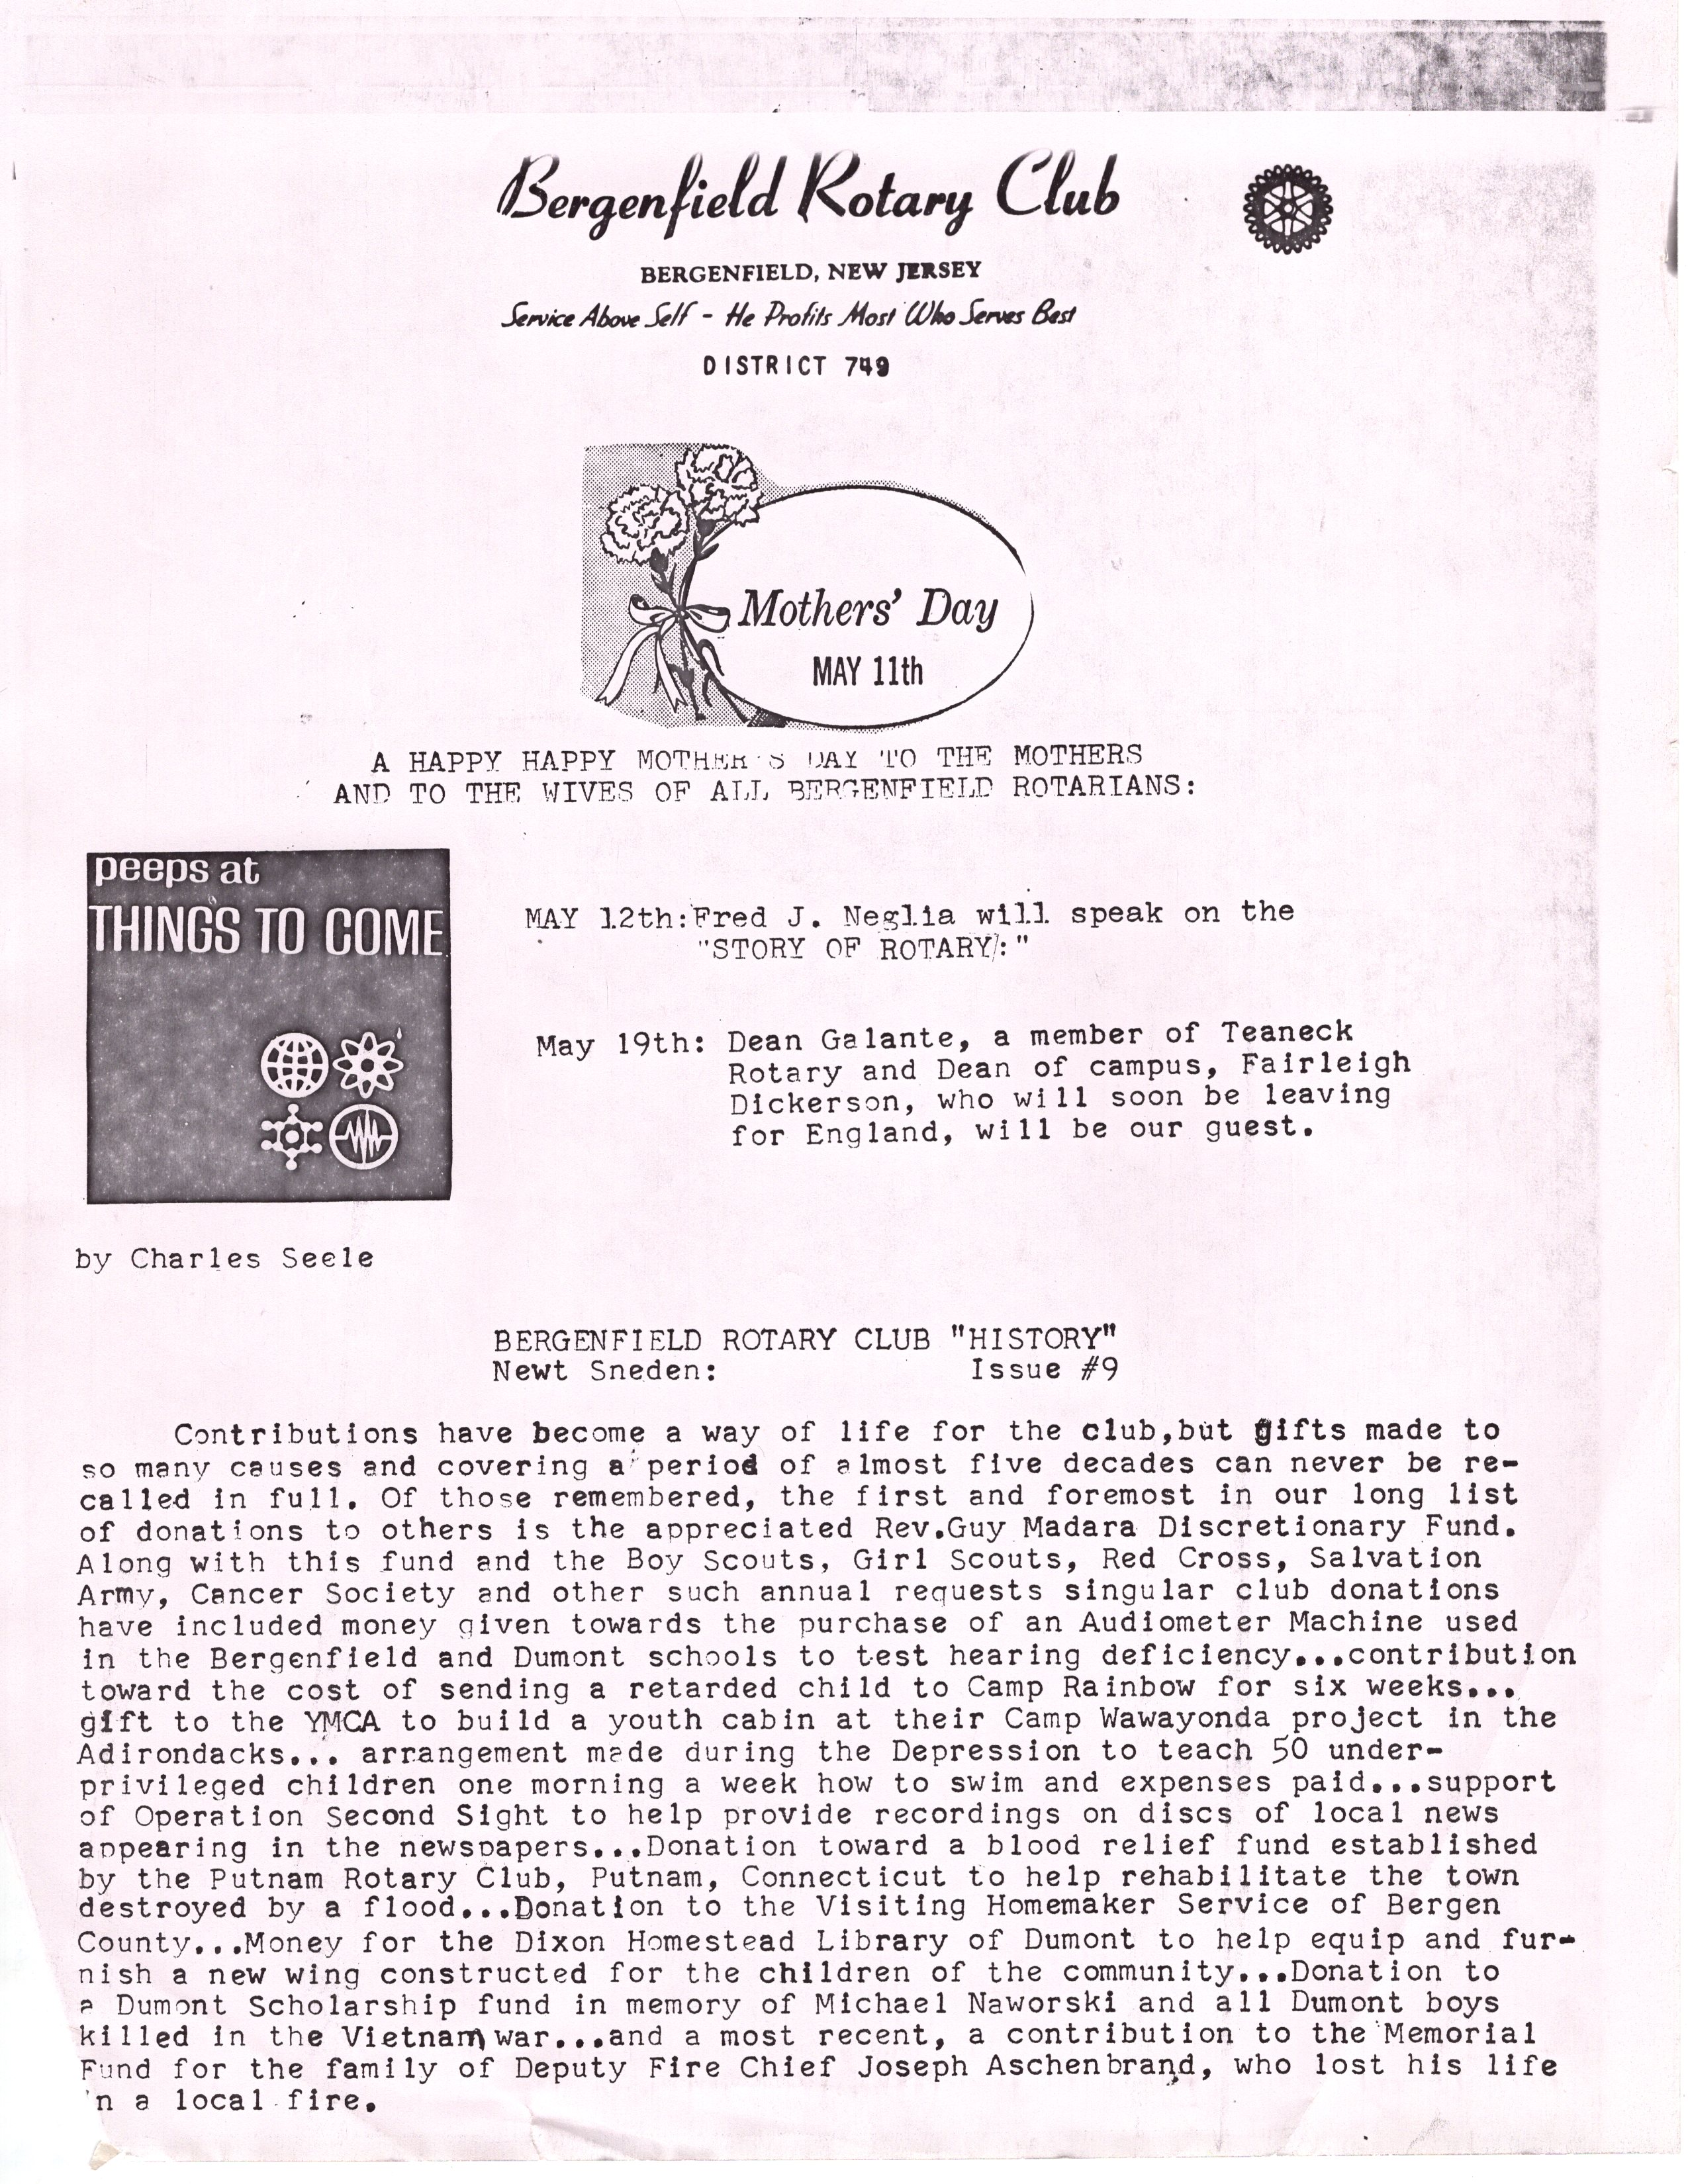 Bergenfield Rotary Club
BERGENFIELD, NEW JERSEY
Service Above Self - He Profits Most Who Serves Best
DISTRICT 749
Mothers' Day
MAY 11th
A HAPPY HAPPY MOTHER'S DAY TO THE MOTHERS
AND TO THE WIVES OF ALL BERGENFIELD ROTARIANS:
peeps at
THINGS TO COME
MAY 12th:Fred J. Neglia will speak on the
"STORY OF ROTARY:"
May 19th: Dean Galante, a member of Teaneck
Rotary and Dean of campus, Fairleigh
Dickerson, who will soon be leaving
for England, will be our guest.
by Charles Seele
BERGENFIELD ROTARY CLUB "HISTORY"
Newt Sneden: Issue #9
Contributions have become a way of life for the club,but gifts made to
so many causes and covering a period of almost five decades can never be re-
called in full. Of those remembered, the first and foremost in our long list
of donations to others is the appreciated Rev.Guy Madara Discretionary Fund.
Along with this fund and the Boy Scouts, Girl Scouts, Red Cross, Salvation
Army, Cancer Society and other such annual requests singular club donations
have included money given towards the purchase of an Audiometer Machine used
in the Bergenfield and Dumont schools to test hearing deficiency...contribution
toward the cost of sending a retarded child to Camp Rainbow for six weeks...
gift to the YMCA to build a youth cabin at their Camp Wawayonda project in the
Adirondacks... arrangement made during the Depression to teach 50 under-
privileged children one morning a week how to swim and expenses paid...support
of Operation Second Sight to help provide recordings on discs of local news
appearing in the newspapers...Donation toward a blood relief fund established
by the Putnam Rotary Club, Putnam, Connecticut to help rehabilitate the town
destroyed by a flood...Donation to the Visiting Homemaker Service of Bergen
County...Money for the Dixon Homestead Library of Dumont to help equip and fur-
nish a new wing constructed for the children of the community...Donation to
a Dumont Scholarship fund in memory of Michael Naworski and all Dumont boys
killed in the Vietnam war...and a most recent, a contribution to the Memorial
Fund for the family of Deputy Fire Chief Joseph Aschenbrand, who lost his life
in a local fire.